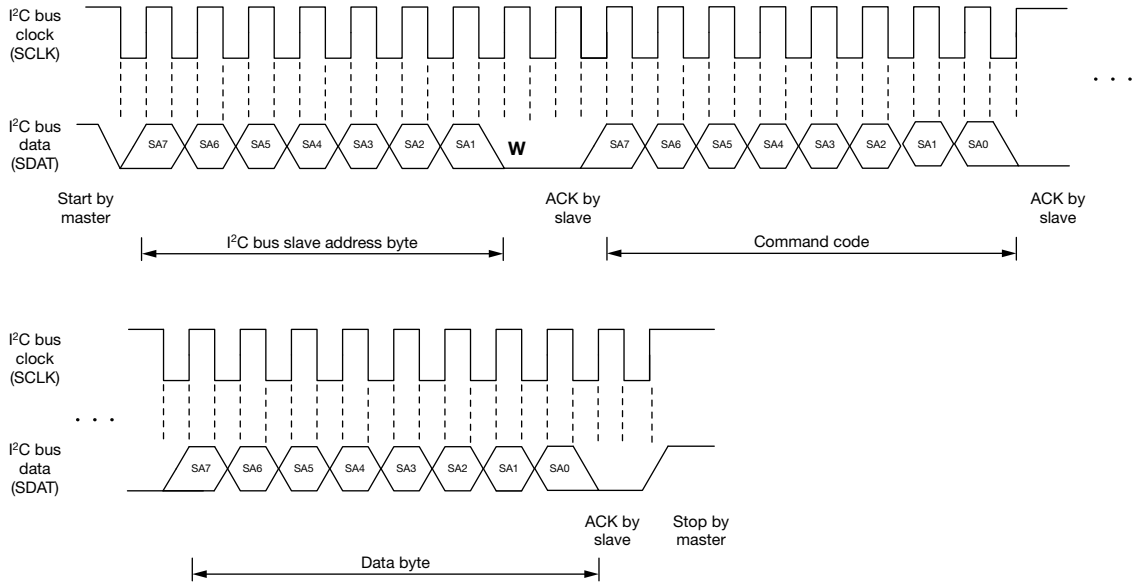 I²C bus
clock
(SCLK)
. . .
I²C bus
data
(SDAT)
SA7 SA6 SA5 SA4 SA3 SA2 SA1 W SA7 SA6 SA5 SA4 SA3 SA2 SA1 SA0
Start by
master
ACK by
slave
ACK by
slave
I²C bus slave address byte
Command code
I²C bus
clock
(SCLK)
. . .
I²C bus
data
(SDAT)
SA7 SA6 SA5 SA4 SA3 SA2 SA1 SA0
ACK by
slave
Stop by
master
Data byte